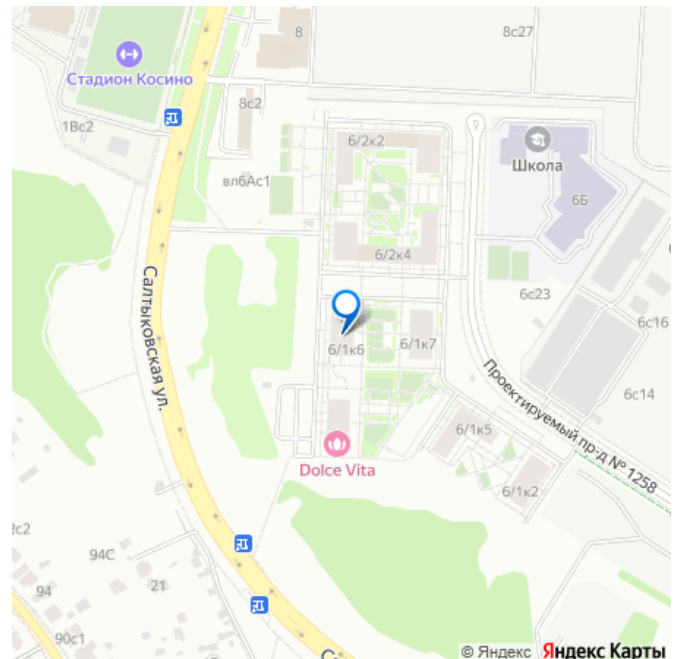 8
8с27
Стадион Косино
8с2
1Вс2
6/2к2
Школа
вл6Ас1
6Б
6/2к4
6с23
Салтыковская ул.
6с16
6/1к6
6/1к7
Проектируемый пр-д № 1258
6с14
6/1к5
Dolce Vita
6/1к2
94С
21
94
90с1
© Яндекс Яндекс Карты